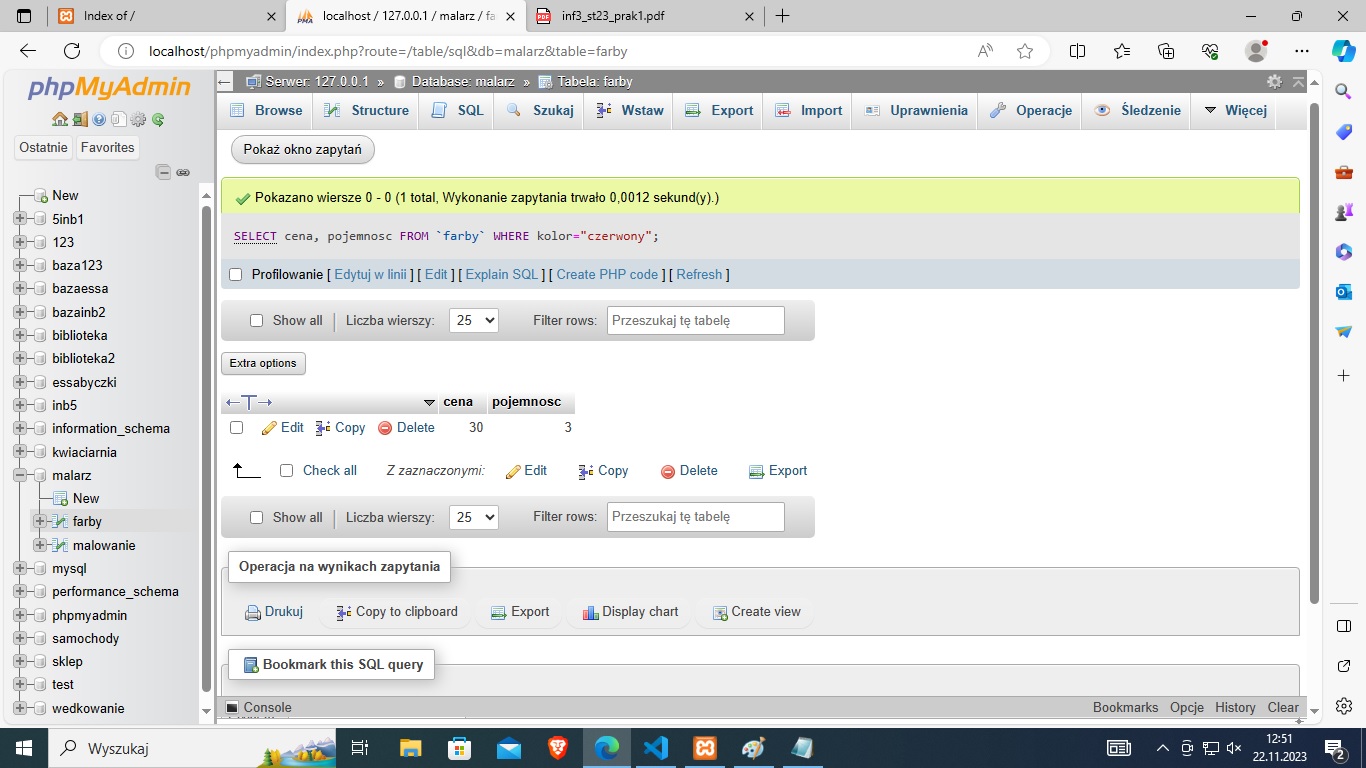 Index of /
localhost / 127.0.0.1 / malarz / fa
inf3_st23_prak1.pdf
localhost/phpmyadmin/index.php?route=/table/sql&db=malarz&table=farby
phpMyAdmin
Ostatnie Favorites
New
5inb1
123
baza123
bazaessa
bazainb2
biblioteka
biblioteka2
essabyczki
inb5
information_schema
kwiaciarnia
malarz
New
farby
malowanie
mysql
performance_schema
phpmyadmin
samochody
sklep
test
wedkowanie
Serwer: 127.0.0.1 » Database: malarz » Tabela: farby
Browse Structure SQL Szukaj Wstaw Export Import Uprawnienia Operacje Śledzenie Więcej
Pokaż okno zapytań
Pokazano wiersze 0 - 0 (1 total, Wykonanie zapytania trwało 0,0012 sekund(y).)
SELECT cena, pojemnosc FROM `farby` WHERE kolor="czerwony";
Profilowanie [ Edytuj w linii ] [ Edit ] [ Explain SQL ] [ Create PHP code ] [ Refresh ]
Show all Liczba wierszy: 25 Filter rows: Przeszukaj tę tabelę
Extra options
cena pojemnosc
Edit Copy Delete 30 3
Check all Z zaznaczonymi: Edit Copy Delete Export
Show all Liczba wierszy: 25 Filter rows: Przeszukaj tę tabelę
Operacja na wynikach zapytania
Drukuj Copy to clipboard Export Display chart Create view
Bookmark this SQL query
Console Bookmarks Opcje History Clear
Wyszukaj
12:51
22.11.2023
2